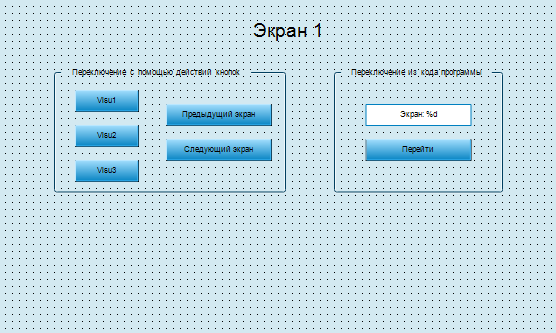 Экран 1
Переключение с помощью действий кнопок
Visu1
Visu2
Visu3
Предыдущий экран
Следующий экран
Переключение из кода программы
Экран: %d
Перейти